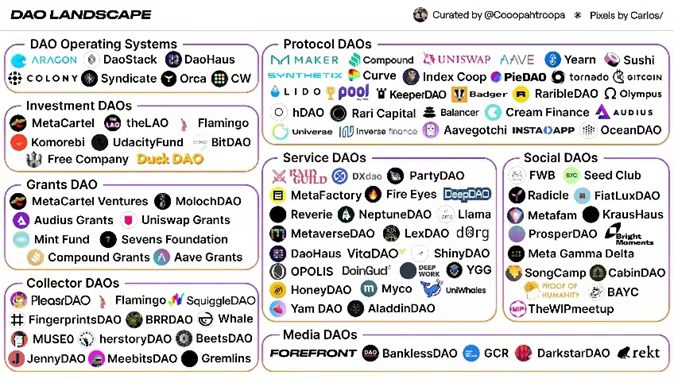 DAO LANDSCAPE
Curated by @Cooopahtroopa
Pixels by Carlos/
DAO Operating Systems
ARAGON DaoStack DaoHaus
COLONY Syndicate Orca CW
Investment DAOs
MetaCartel THE LAO theLAO Flamingo
Komorebi UdacityFund BitDAO
Free Company Duck DAO
Grants DAO
MetaCartel Ventures MolochDAO
Audius Grants Uniswap Grants
Mint Fund Sevens Foundation
Compound Grants Aave Grants
Collector DAOs
PleasrDAO Flamingo SquiggleDAO
FingerprintsDAO BRRDAO Whale
MUSEO herstoryDAO BeetsDAO
JennyDAO MeebitsDAO Gremlins
Protocol DAOs
MAKER Compound UNISWAP AAVE Yearn Sushi
SYNTHETIX Curve Index Coop PieDAO tornado GITCOIN
LIDO pool KeeperDAO Badger RaribleDAO Olympus
hDAO Rari Capital Balancer Cream Finance AUDIUS
Universe Inverse finance Aavegotchi INSTADAPP OceanDAO
Service DAOs
RAID GUILD DXdao PartyDAO
MetaFactory Fire Eyes DeepDAO
Reverie NeptuneDAO Llama
MetaverseDAO LexDAO dOrg
DaoHaus VitaDAO ShinyDAO
OPOLIS DoinGud DEEP WORK YGG
HoneyDAO Myco UniWhales
Yam DAO AladdinDAO
Social DAOs
FWB SFC Seed Club
Radicle FiatLuxDAO
Metafam KrausHaus
ProsperDAO Bright Moments
Meta Gamma Delta
SongCamp CabinDAO
PROOF OF HUMANITY BAYC
WIP TheWIPmeetup
Media DAOs
FOREFRONT DAO BanklessDAO GCR DarkstarDAO rekt